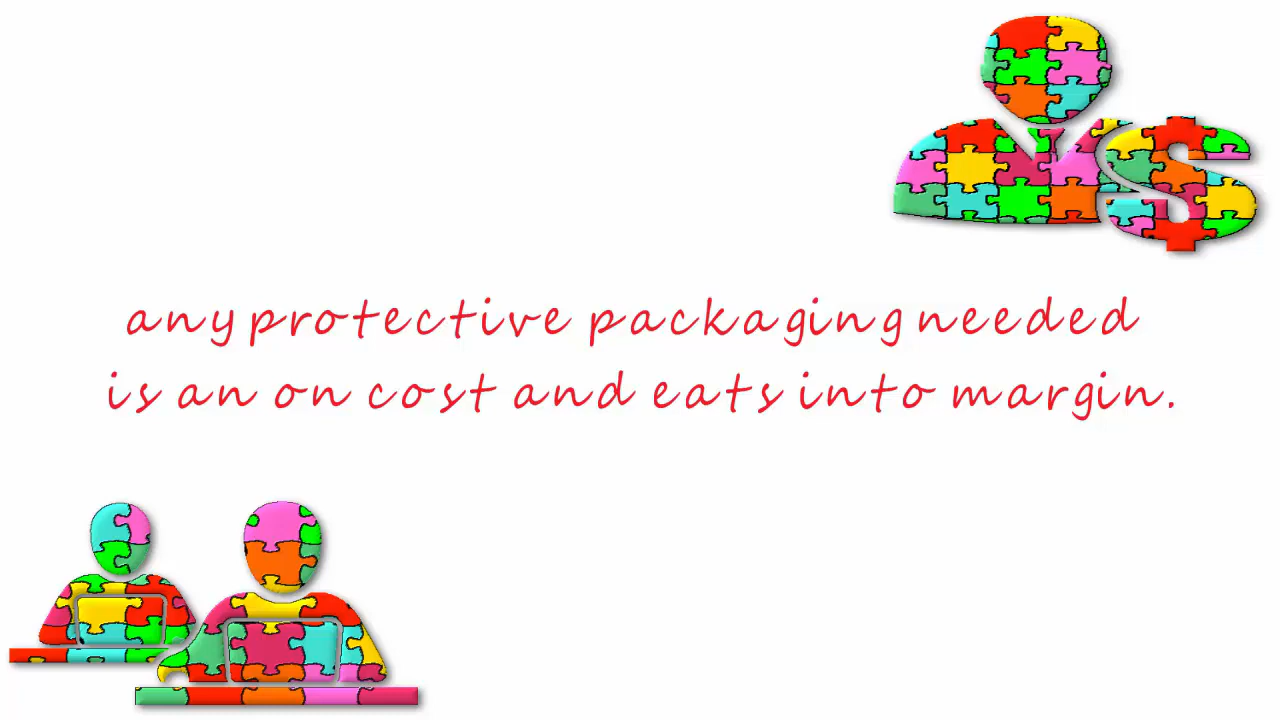 any protective packaging needed
is an on cost and eats into margin.